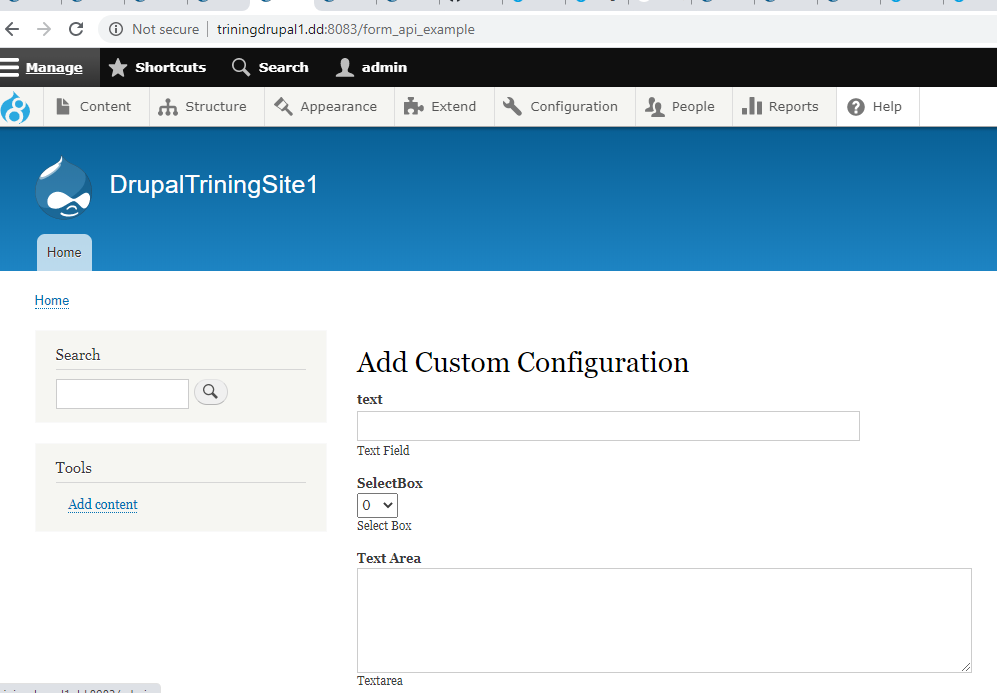 Not secure | triningdrupal1.dd:8083/form_api_example
Manage Shortcuts Search admin
Content Structure Appearance Extend Configuration People Reports Help
DrupalTriningSite1
Home
Home
Search
Tools
Add content
Add Custom Configuration
text
Text Field
SelectBox
0
Select Box
Text Area
Textarea